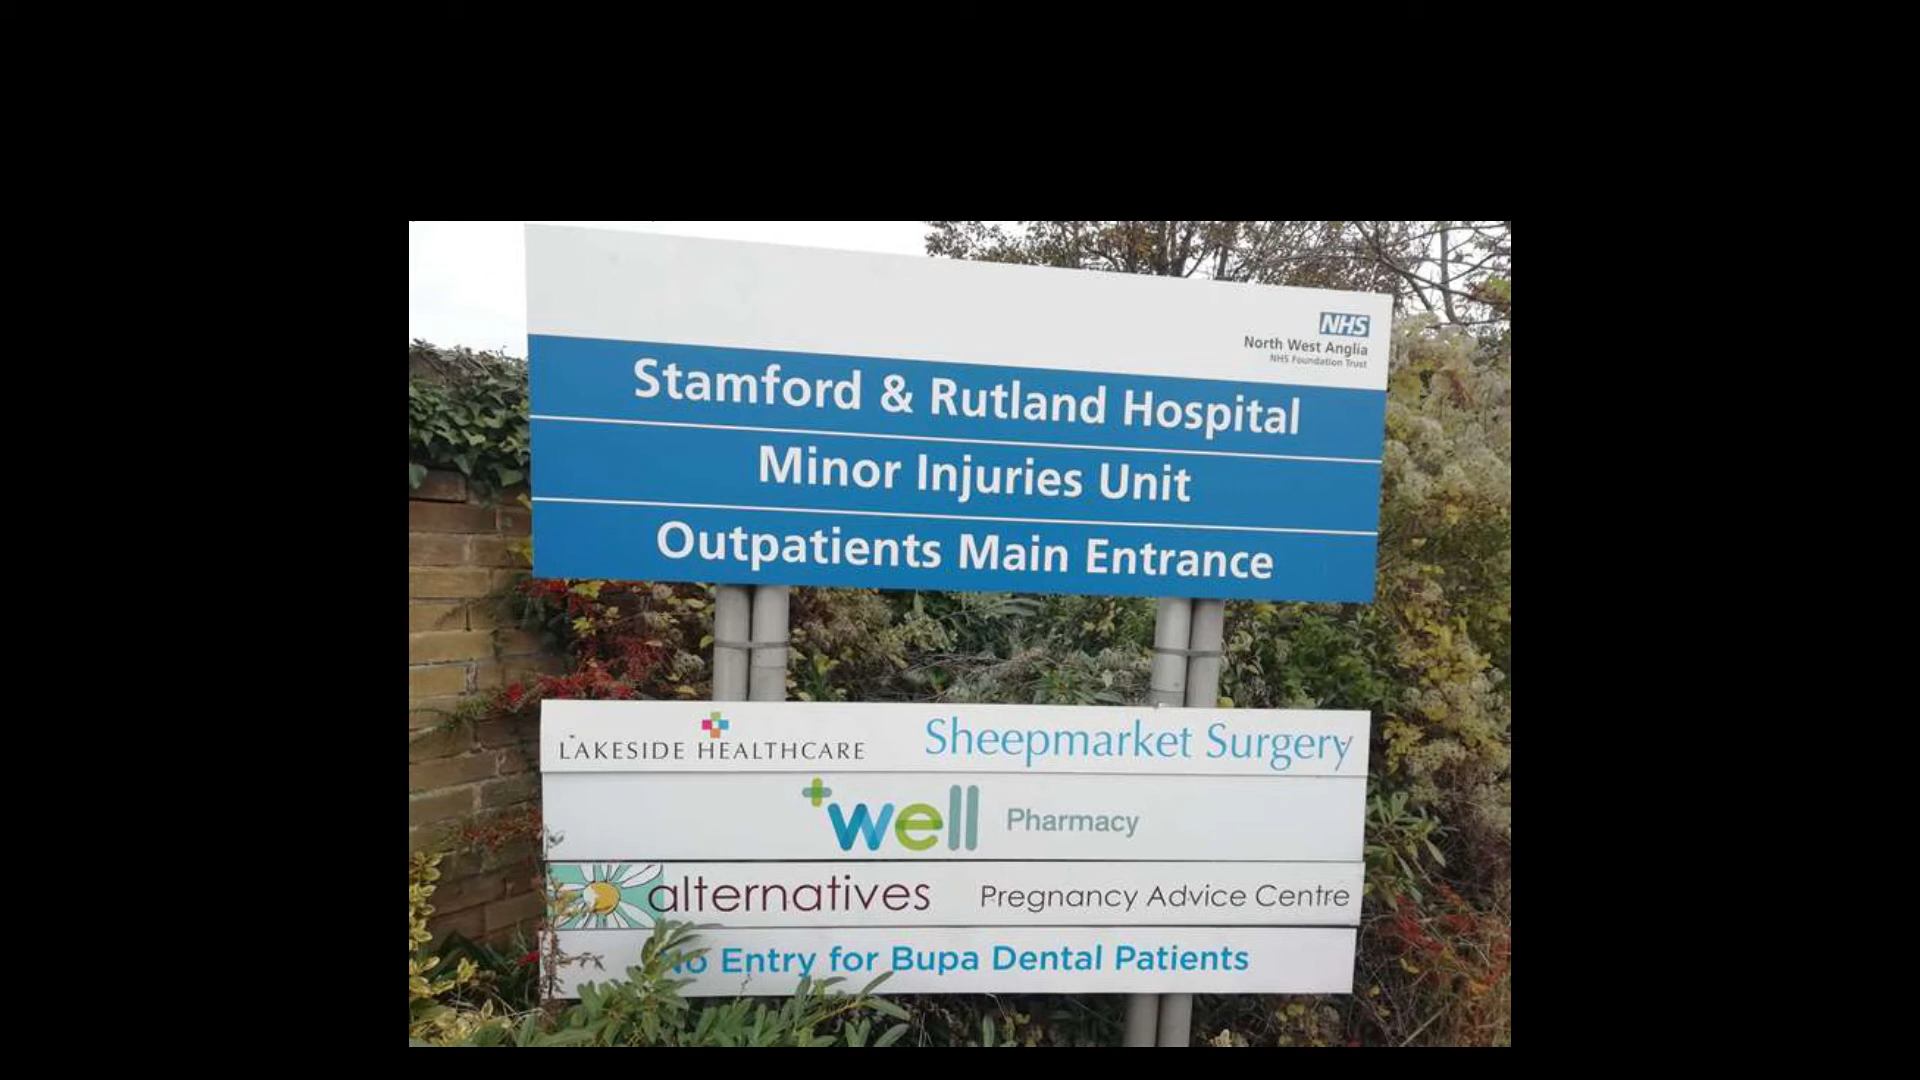 NHS
North West Anglia
NHS Foundation Trust
Stamford & Rutland Hospital
Minor Injuries Unit
Outpatients Main Entrance
LAKESIDE HEALTHCARE Sheepmarket Surgery
well Pharmacy
alternatives Pregnancy Advice Centre
No Entry for Bupa Dental Patients